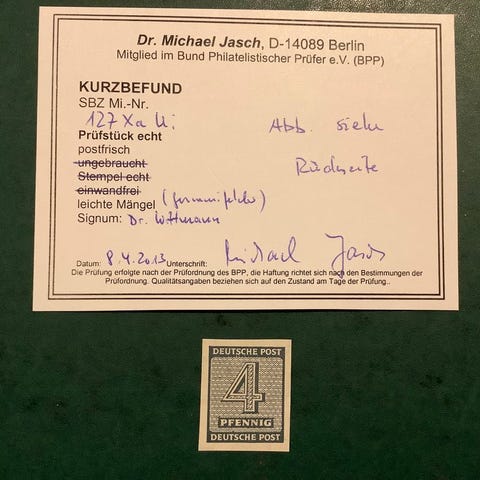 Dr. Michael Jasch, D-14089 Berlin
Mitglied im Bund Philatelistischer Prüfer e.V. (BPP)
KURZBEFUND
SBZ Mi.-Nr.
127 Xa U:
Abb. siehe
Prüfstück echt
postfrisch
Rückseite
ungebraucht
Stempel echt
einwandfrei
leichte Mängel
Signum: Dr.
Datum: 8.4.2013 Unterschrift: Michael Jasch
Die Prüfung erfolgte nach der Prüfordnung des BPP, die Haftung richtet sich nach den Bestimmungen der
Prüfordnung. Qualitätsangaben beziehen sich auf den Zustand am Tage der Prüfung..
DEUTSCHE POST
4
PFENNIG
DEUTSCHE POST